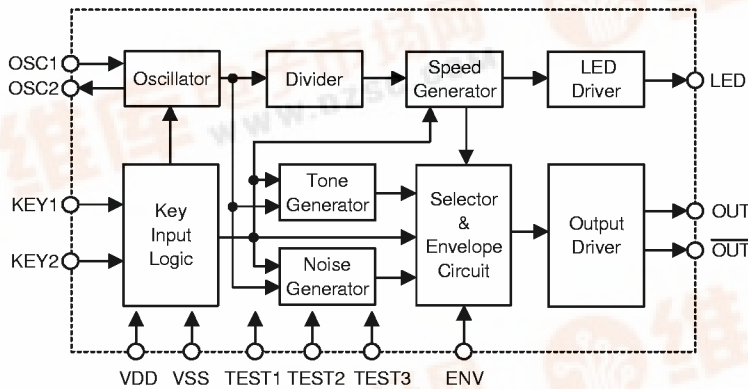 OSC1
OSC2
Oscillator
Divider
Speed
Generator
LED
Driver
LED
KEY1
KEY2
Key
Input
Logic
Tone
Generator
Noise
Generator
Selector
&
Envelope
Circuit
Output
Driver
OUT
OUT
VDD
VSS
TEST1
TEST2
TEST3
ENV